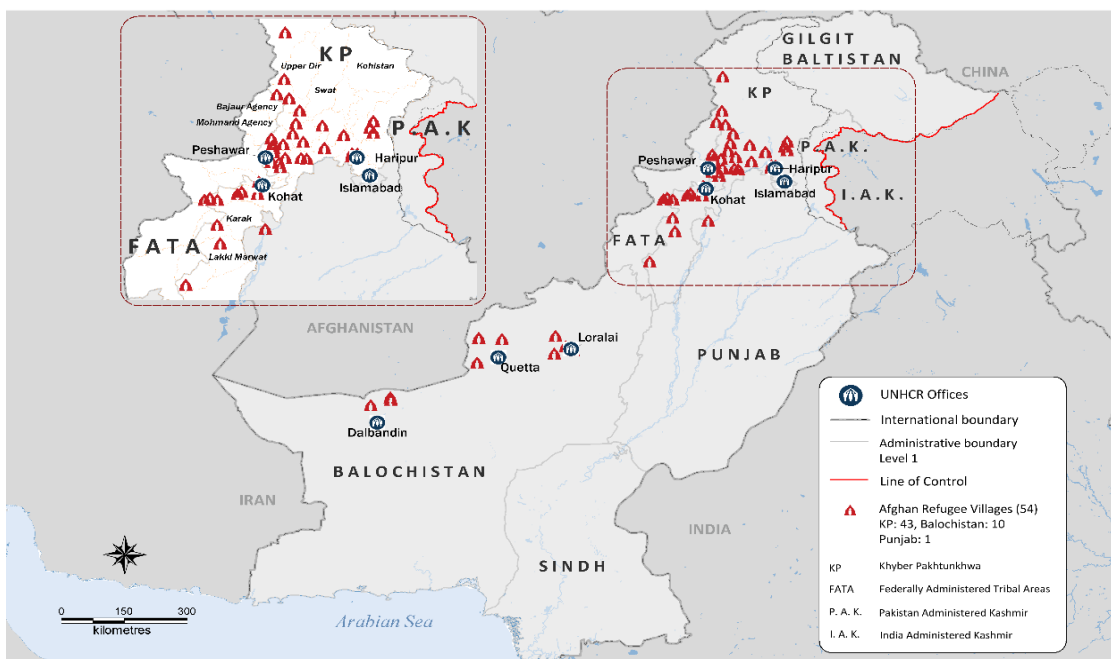 KP
Upper Dir
Kohistan
Swat
Bajaur Agency
Mohmand Agency
P.A.K
Peshawar
Haripur
Islamabad
Kohat
Karak
FATA
Lakki Marwat
GILGIT
BALTISTAN
CHINA
KP
P.A.K.
Peshawar
Haripur
Islamabad
Kohat
I.A.K.
FATA
AFGHANISTAN
Loralai
Quetta
PUNJAB
Dalbandin
BALOCHISTAN
IRAN
INDIA
SINDH
Arabian Sea
0 150 300
kilometres
UNHCR Offices
International boundary
Administrative boundary
Level 1
Line of Control
Afghan Refugee Villages (54)
KP: 43, Balochistan: 10
Punjab: 1
KP Khyber Pakhtunkhwa
FATA Federally Administered Tribal Areas
P. A. K. Pakistan Administered Kashmir
I. A. K. India Administered Kashmir